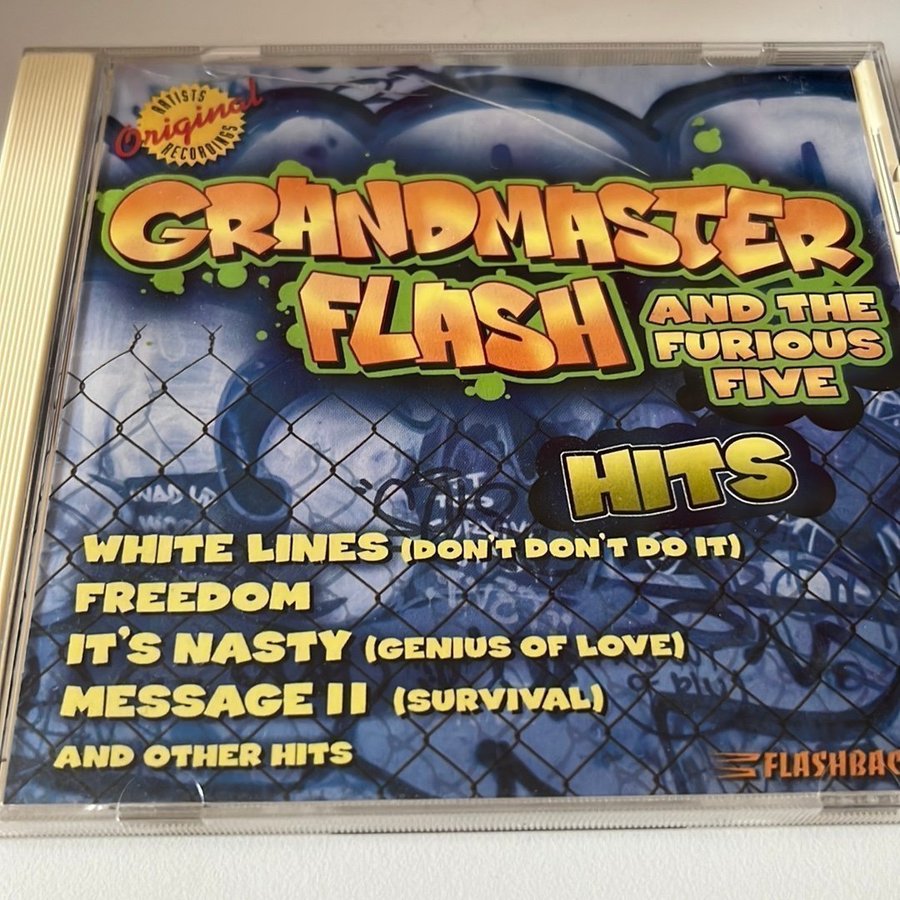 ARTISTS
Original
RECORDINGS
GRANDMASTER
FLASH
AND THE
FURIOUS
FIVE
HITS
WHITE LINES (DON'T DON'T DO IT)
FREEDOM
IT'S NASTY (GENIUS OF LOVE)
MESSAGE II (SURVIVAL)
AND OTHER HITS
FLASHBAC